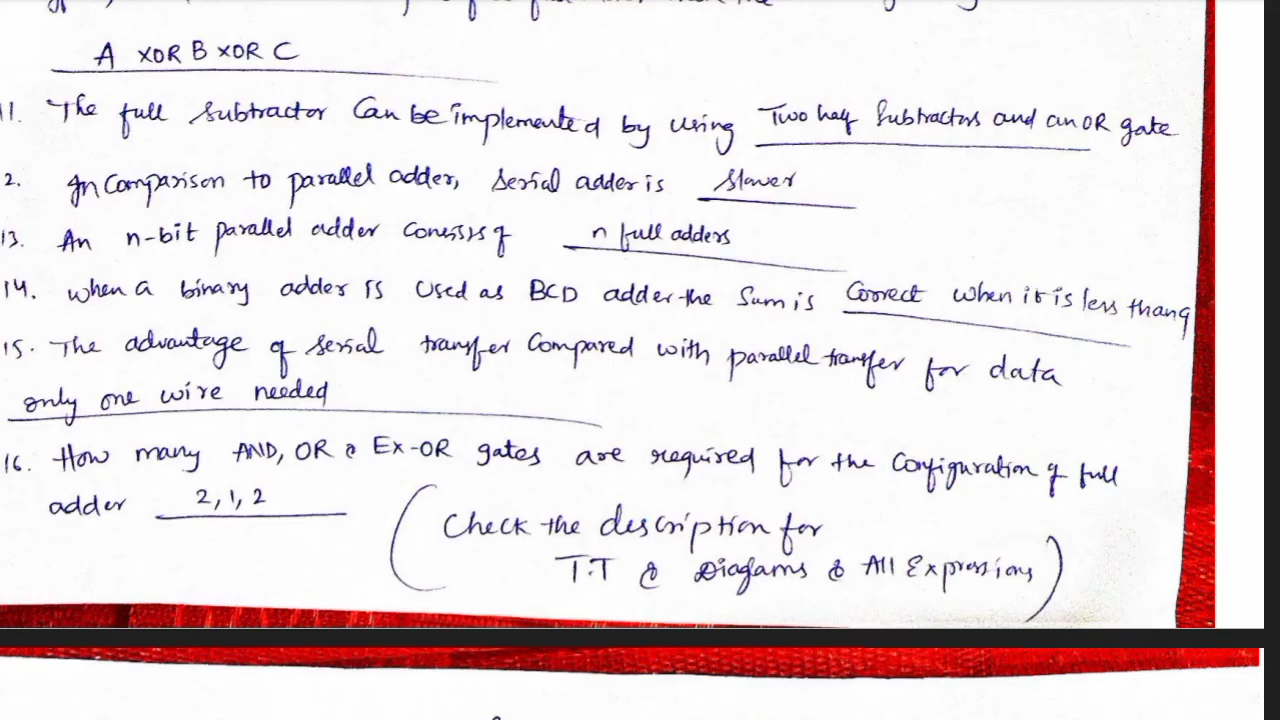 A XOR B XOR C
11. The full subtractor Can be implemented by using Two half Subtractors and an OR gate
2. In Comparison to parallel adder, Serial adder is slower
13. An n-bit parallel adder consists of n full adders
14. when a binary adder is Used as BCD adder the Sum is Correct when it is less than 9
15. The advantage of serial transfer Compared with parallel transfer for data
only one wire needed
16. How many AND, OR & Ex-OR gates are required for the Configuration of full
adder 2, 1, 2
(Check the description for
T.T & Diagams & All Expressions)